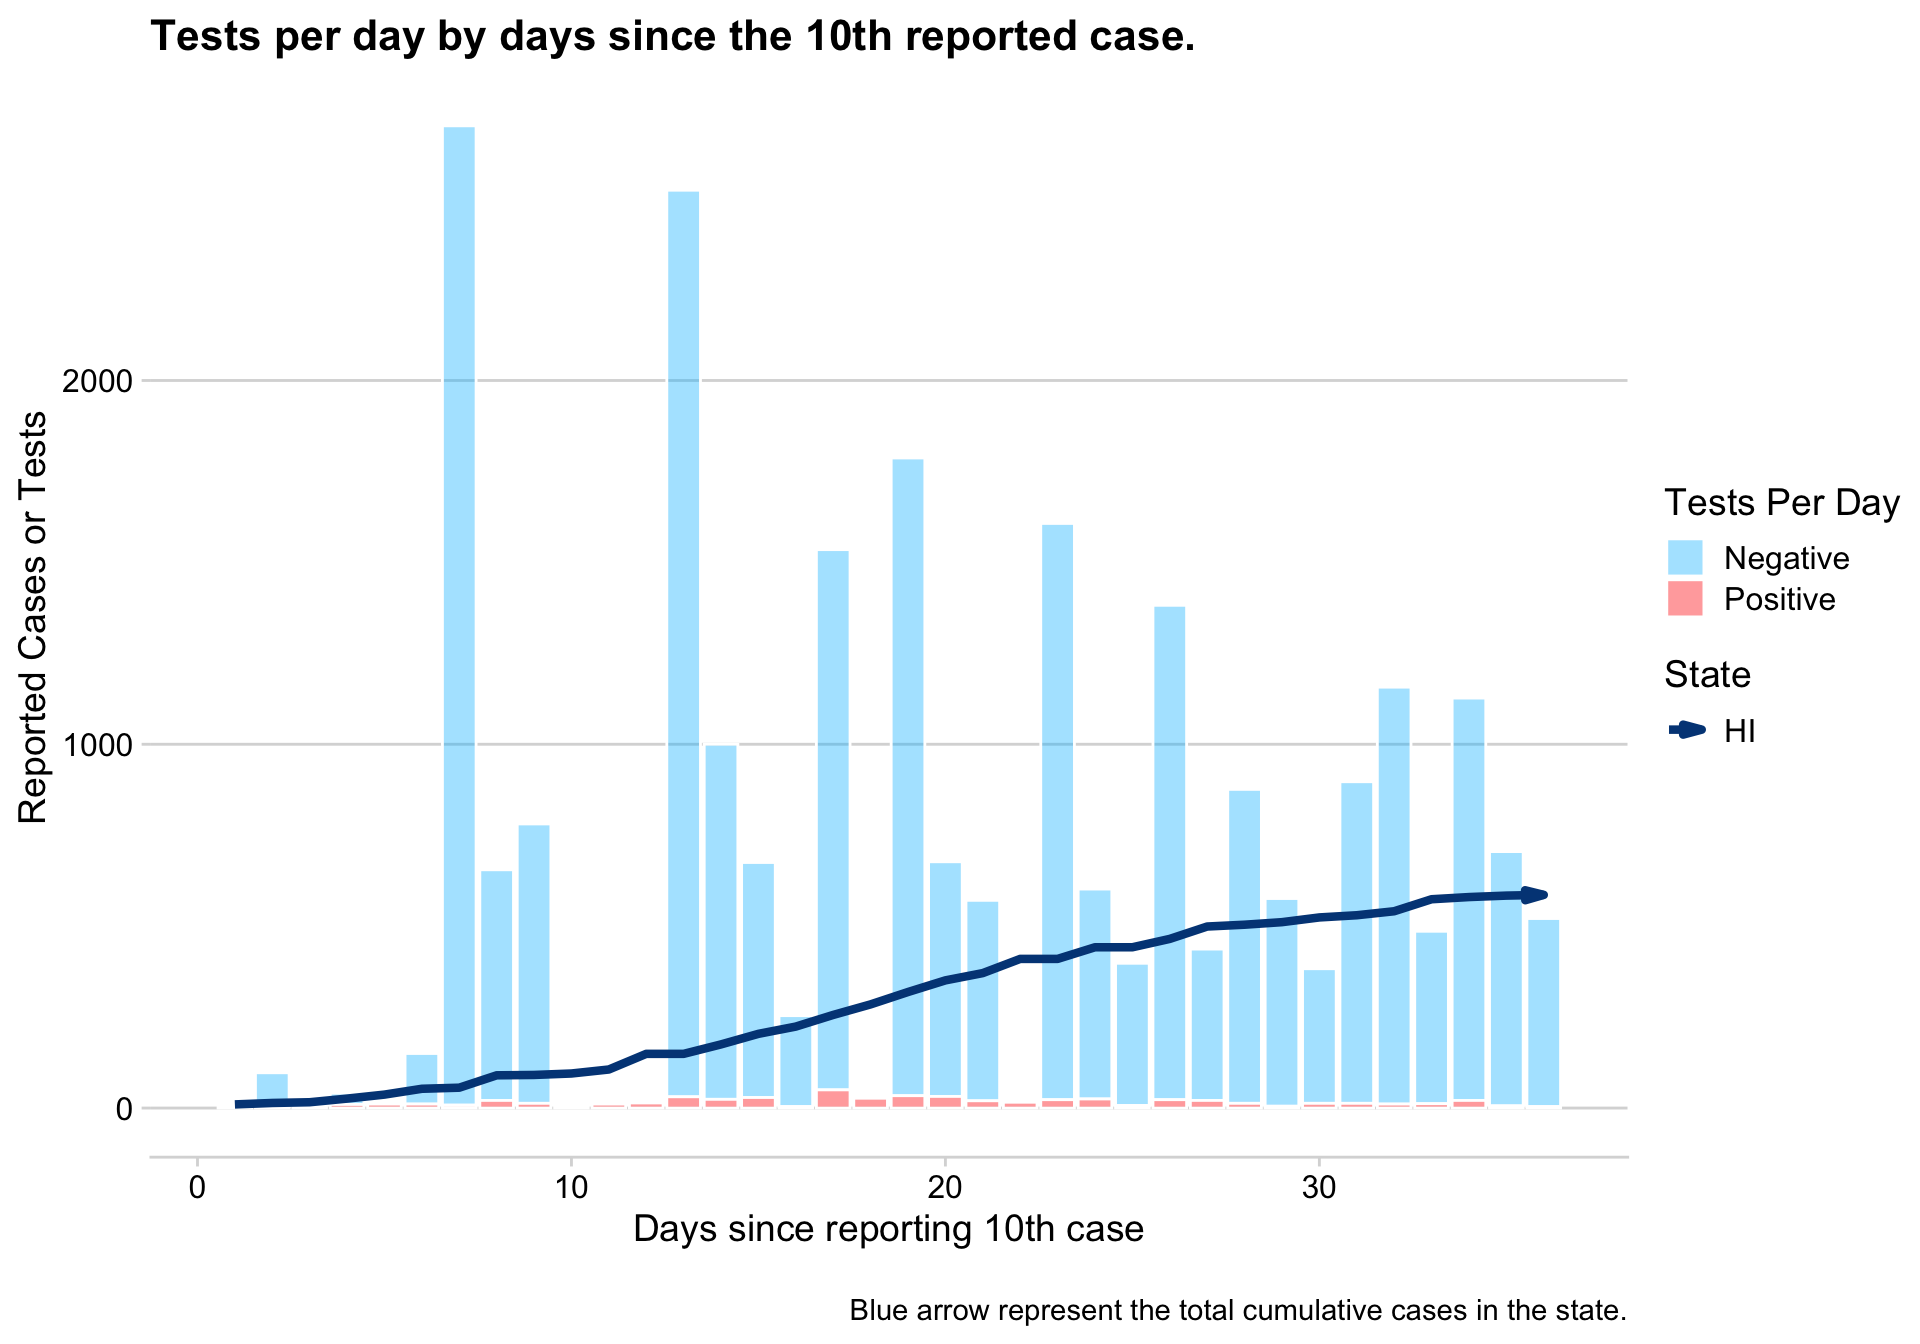 Tests per day by days since the 10th reported case.
Reported Cases or Tests
2000
1000
0
0
10
20
30
Days since reporting 10th case
Tests Per Day
Negative
Positive
State
HI
Blue arrow represent the total cumulative cases in the state.